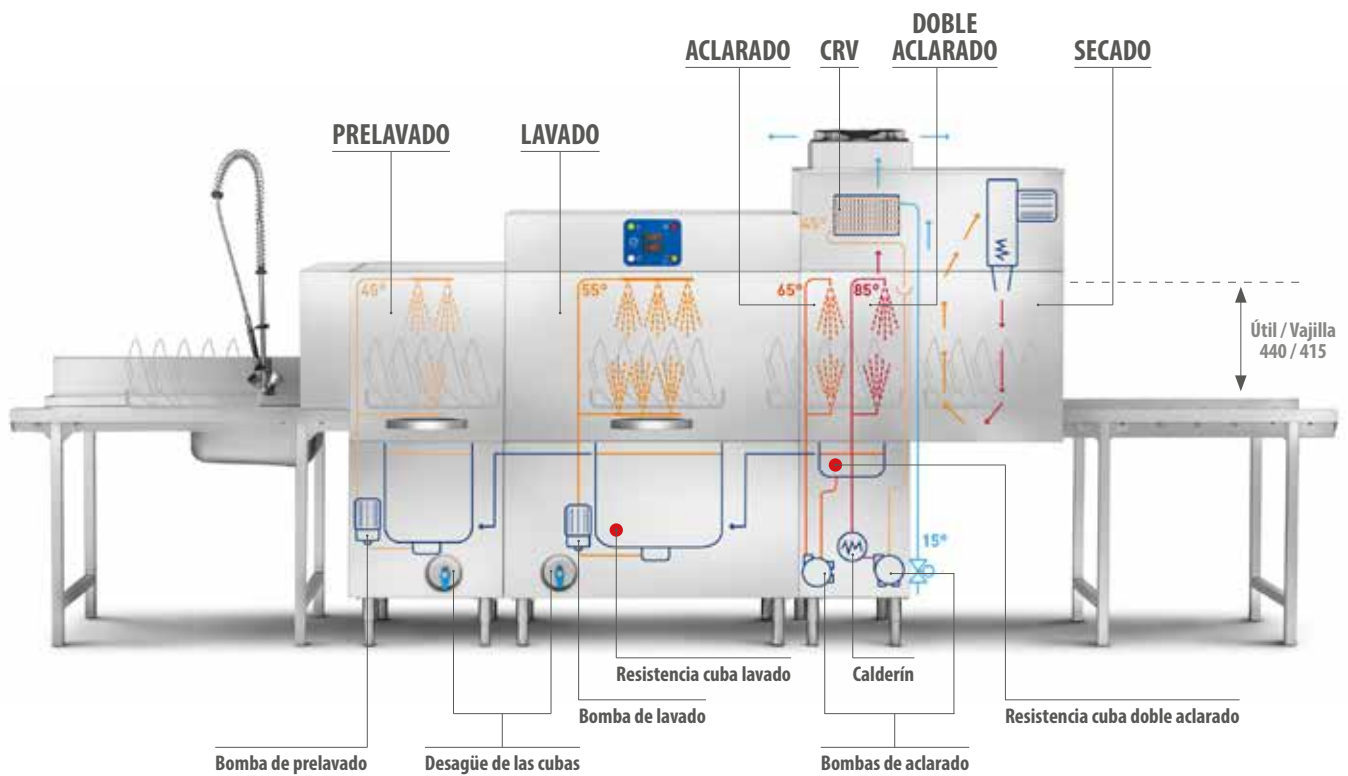 DOBLE
ACLARADO CRV ACLARADO SECADO
PRELAVADO LAVADO
45°
45° 55° 65° 85°
Útil / Vajilla
440 / 415
15°
Resistencia cuba lavado Calderín
Bomba de lavado Resistencia cuba doble aclarado
Bomba de prelavado Desagüe de las cubas Bombas de aclarado